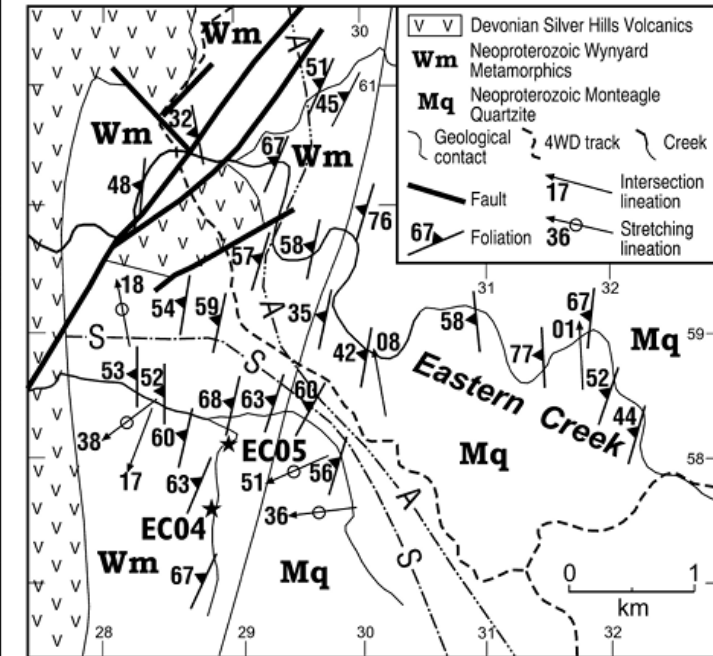 Wm
A
30
V V
Devonian Silver Hills Volcanics
Wm
Neoproterozoic Wynyard
Metamorphics
Mq
Neoproterozoic Monteagle
Quartzite
Geological
contact
4WD track
Creek
Fault
17
Intersection
lineation
67
Foliation
36
Stretching
lineation
51
61
45
32
Wm
67
Wm
48
76
58
57
31
32
18
54
59
A
35
58
67
01
Mq
59
S
S
42
08
77
53
52
60
52
68
63
Eastern Creek
44
38
60
EC05
Mq
58
17
63
51
56
A
EC04
36
Wm
S
67
Mq
0
1
km
28
29
30
31
32